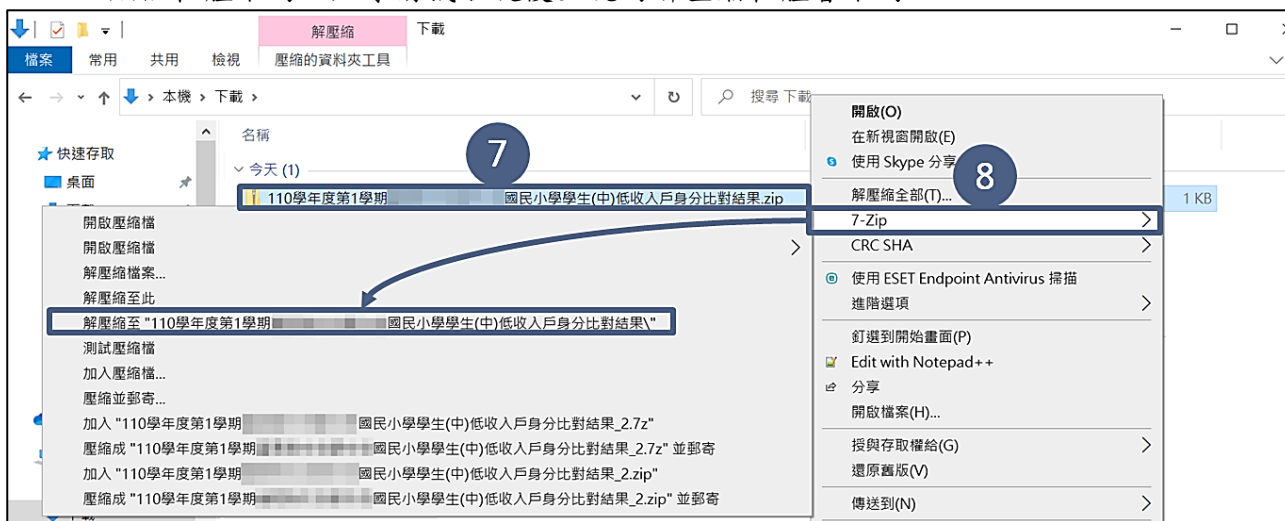 解壓縮
下載
檔案
常用
共用
檢視
壓縮的資料夾工具
本機 > 下載 >
搜尋 下載
名稱
快速存取
今天 (1)
桌面
7
110學年度第1學期 國民小學學生(中)低收入戶身分比對結果.zip
1 KB
開啟(O)
在新視窗開啟(E)
使用 Skype 分享
8
解壓縮全部(T)...
7-Zip
CRC SHA
使用 ESET Endpoint Antivirus 掃描
進階選項
釘選到開始畫面(P)
Edit with Notepad++
分享
開啟檔案(H)...
授與存取權給(G)
還原舊版(V)
傳送到(N)
開啟壓縮檔
開啟壓縮檔
解壓縮檔案...
解壓縮至此
解壓縮至 "110學年度第1學期 國民小學學生(中)低收入戶身分比對結果\"
測試壓縮檔
加入壓縮檔...
壓縮並郵寄...
加入 "110學年度第1學期 國民小學學生(中)低收入戶身分比對結果_2.7z"
壓縮成 "110學年度第1學期 國民小學學生(中)低收入戶身分比對結果_2.7z" 並郵寄
加入 "110學年度第1學期 國民小學學生(中)低收入戶身分比對結果_2.zip"
壓縮成 "110學年度第1學期 國民小學學生(中)低收入戶身分比對結果_2.zip" 並郵寄